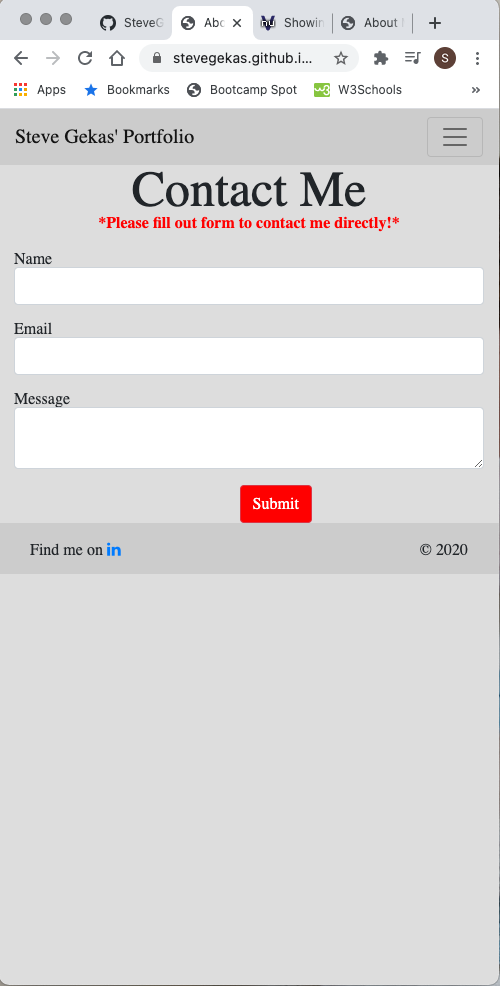 SteveG
Abo
Showin
About
stevegekas.github.i...
S
Apps
Bookmarks
Bootcamp Spot
W3Schools
»
Steve Gekas' Portfolio
Contact Me
*Please fill out form to contact me directly!*
Name
Email
Message
Submit
Find me on in
© 2020